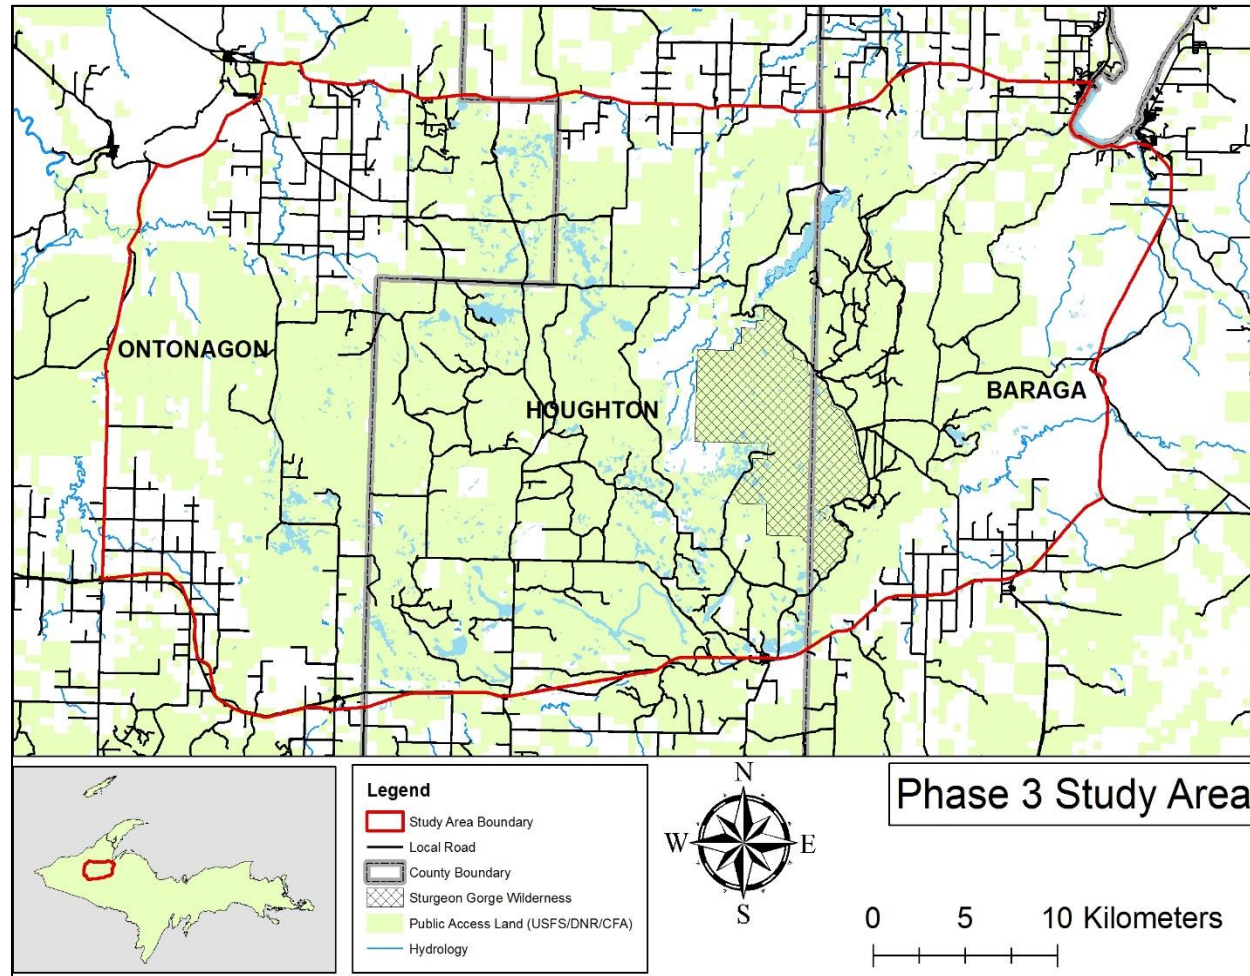 ONTONAGON
HOUGHTON
BARAGA
Legend
Study Area Boundary
Local Road
County Boundary
Sturgeon Gorge Wilderness
Public Access Land (USFS/DNR/CFA)
Hydrology
N
W E
S
Phase 3 Study Area
0 5 10 Kilometers